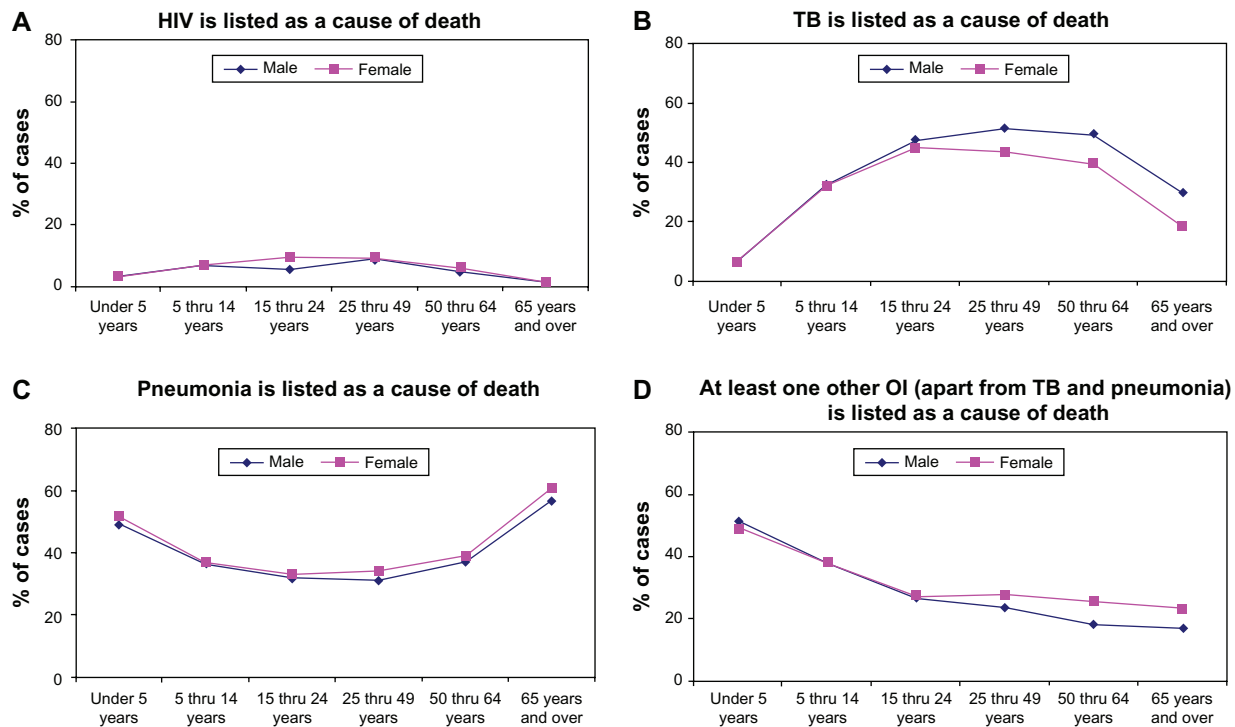 A
HIV is listed as a cause of death
Male
Female
% of cases
80
60
40
20
0
Under 5
years
5 thru 14
years
15 thru 24
years
25 thru 49
years
50 thru 64
years
65 years
and over
B
TB is listed as a cause of death
Male
Female
% of cases
80
60
40
20
0
Under 5
years
5 thru 14
years
15 thru 24
years
25 thru 49
years
50 thru 64
years
65 years
and over
C
Pneumonia is listed as a cause of death
Male
Female
% of cases
80
60
40
20
0
Under 5
years
5 thru 14
years
15 thru 24
years
25 thru 49
years
50 thru 64
years
65 years
and over
D
At least one other OI (apart from TB and pneumonia)
is listed as a cause of death
Male
Female
% of cases
80
60
40
20
0
Under 5
years
5 thru 14
years
15 thru 24
years
25 thru 49
years
50 thru 64
years
65 years
and over